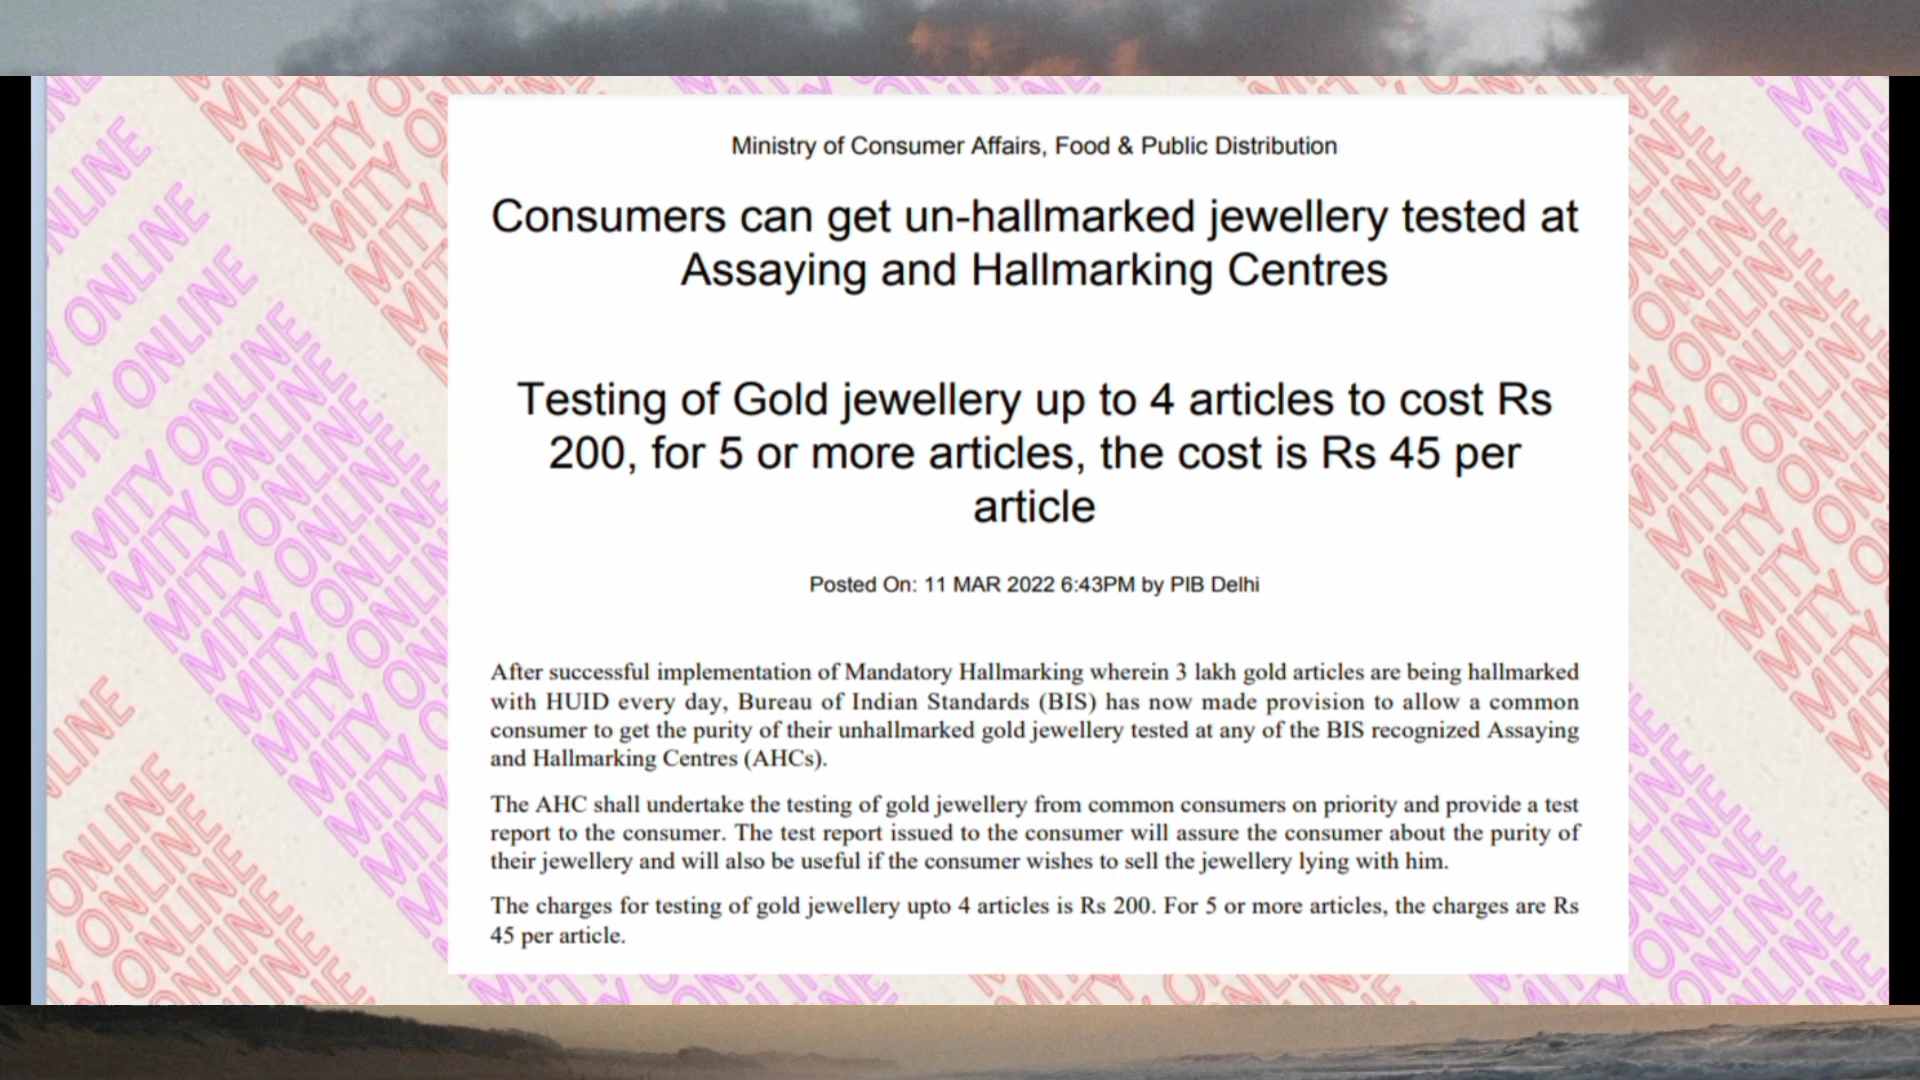 Ministry of Consumer Affairs, Food & Public Distribution
Consumers can get un-hallmarked jewellery tested at
Assaying and Hallmarking Centres
Testing of Gold jewellery up to 4 articles to cost Rs
200, for 5 or more articles, the cost is Rs 45 per
article
Posted On: 11 MAR 2022 6:43PM by PIB Delhi
After successful implementation of Mandatory Hallmarking wherein 3 lakh gold articles are being hallmarked
with HUID every day, Bureau of Indian Standards (BIS) has now made provision to allow a common
consumer to get the purity of their unhallmarked gold jewellery tested at any of the BIS recognized Assaying
and Hallmarking Centres (AHCs).
The AHC shall undertake the testing of gold jewellery from common consumers on priority and provide a test
report to the consumer. The test report issued to the consumer will assure the consumer about the purity of
their jewellery and will also be useful if the consumer wishes to sell the jewellery lying with him.
The charges for testing of gold jewellery upto 4 articles is Rs 200. For 5 or more articles, the charges are Rs
45 per article.
MITY ONLINE